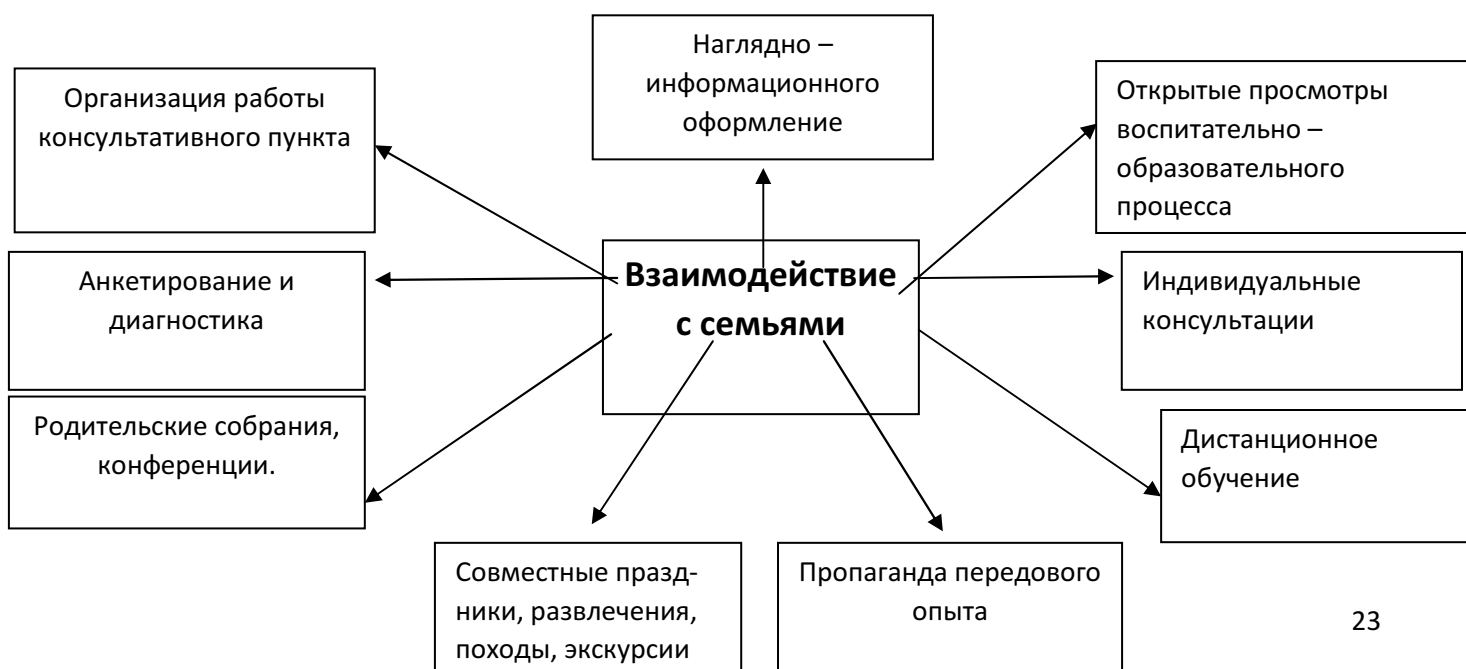 Наглядно –
информационного
оформление
Организация работы
консультативного пункта
Открытые просмотры
воспитательно –
образовательного
процесса
Взаимодействие
с семьями
Анкетирование и
диагностика
Индивидуальные
консультации
Родительские собрания,
конференции.
Дистанционное
обучение
Совместные празд-
ники, развлечения,
походы, экскурсии
Пропаганда передового
опыта
23